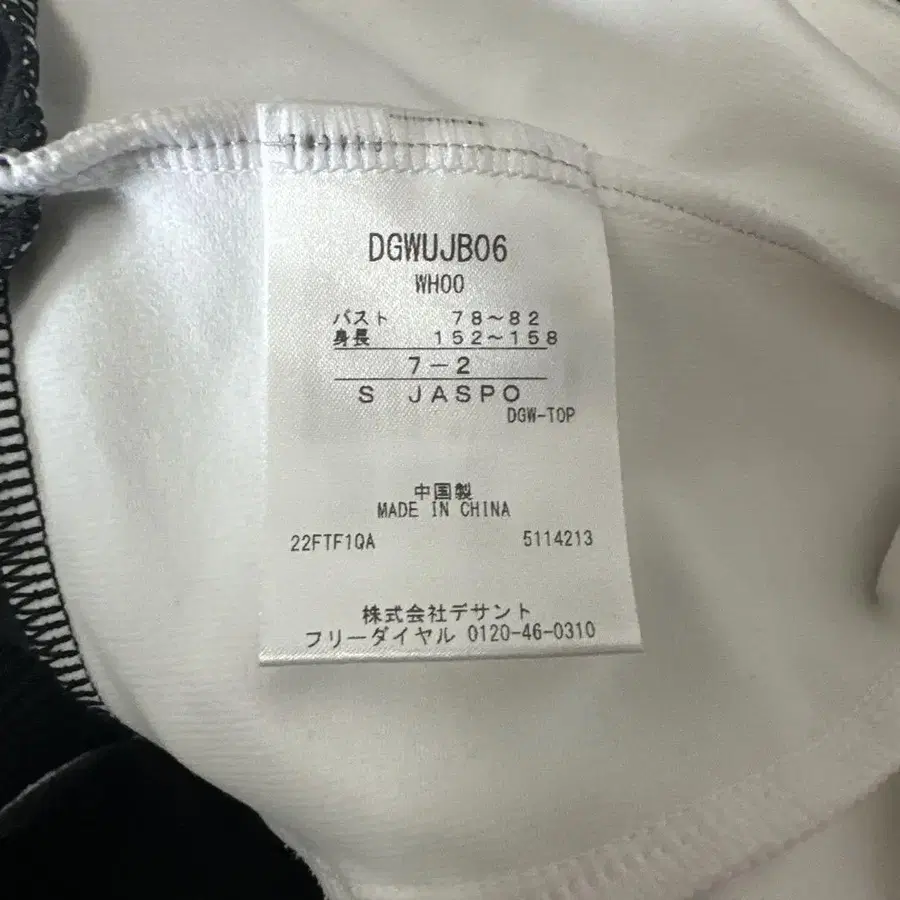 DGWUJB06
WH00
バスト 78～82
身長 152～158
7－2
S JASPO
DGW-TOP
中国製
MADE IN CHINA
22FTF1QA 5114213
株式会社デサント
フリーダイヤル 0120-46-0310